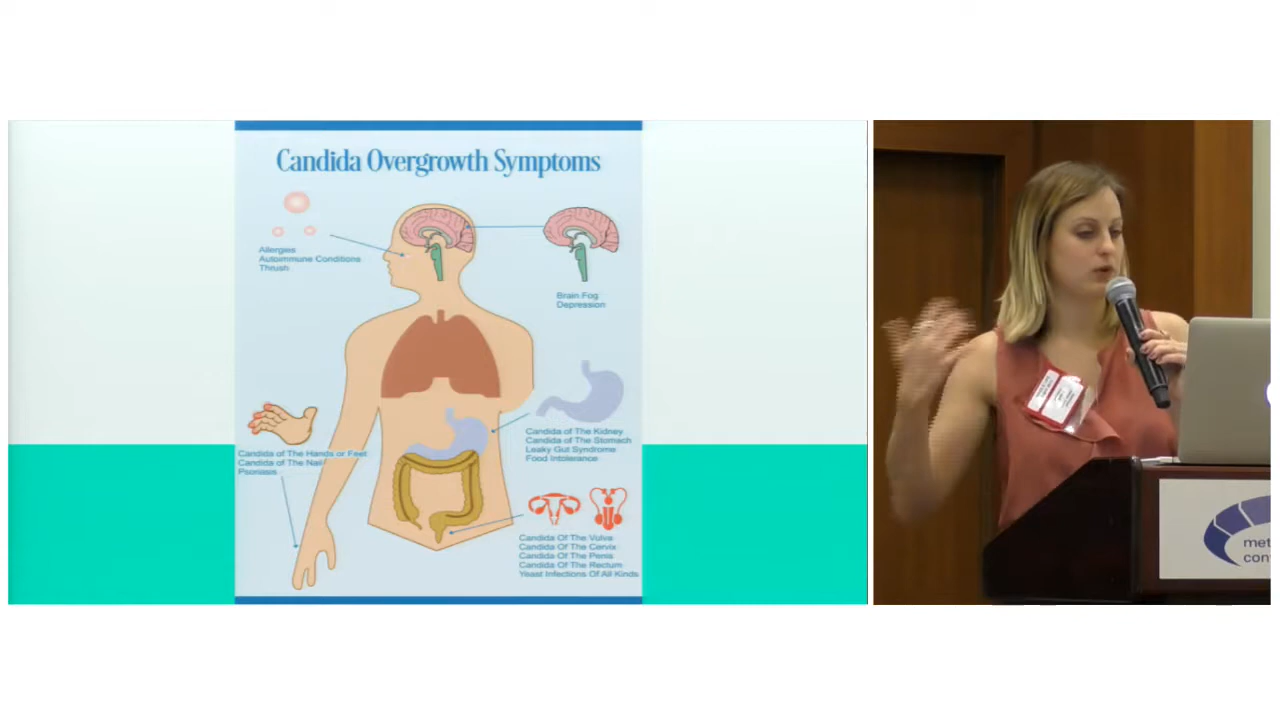 Candida Overgrowth Symptoms
Allergies
Autoimmune Conditions
Thrush
Brain Fog
Depression
Candida of The Kidney
Candida of The Stomach
Leaky Gut Syndrome
Food Intolerance
Candida of The Hands or Feet
Candida of The Nail
Psoriasis
Candida Of The Vulva
Candida Of The Cervix
Candida Of The Penis
Candida Of The Rectum
Yeast Infections Of All Kinds
met
con